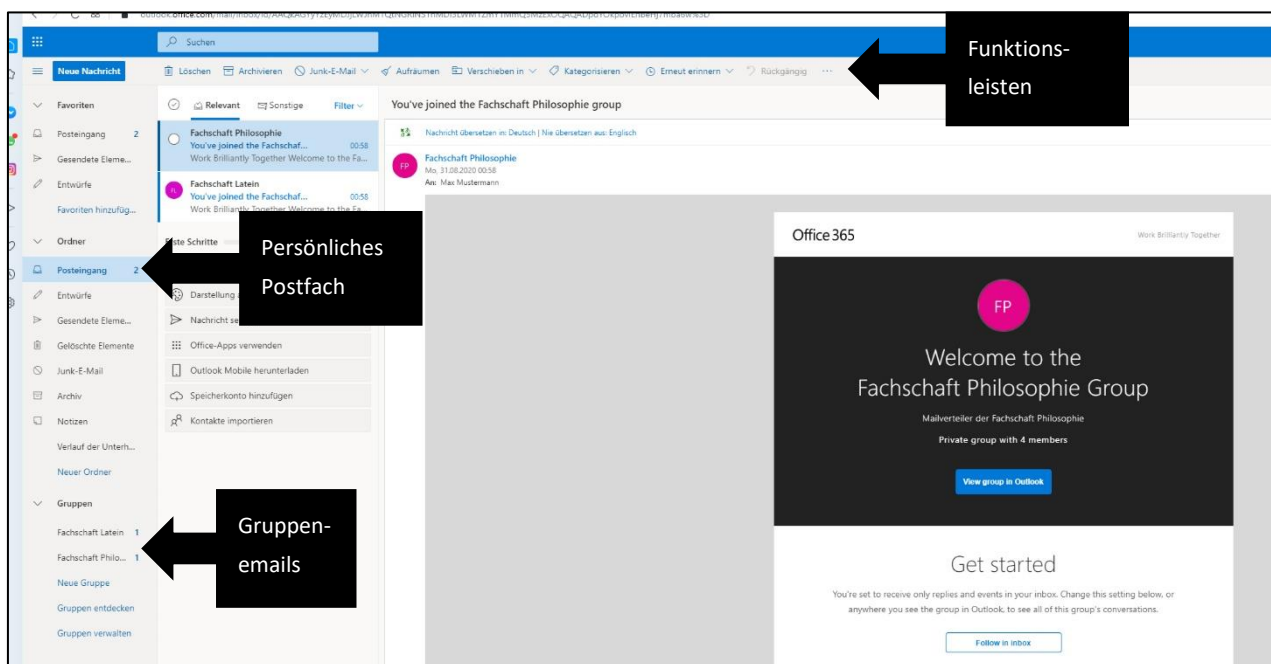 Suchen
Funktions-
leisten
Neue Nachricht
Löschen Archivieren Junk-E-Mail Aufräumen Verschieben in Kategorisieren Erneut erinnern Rückgängig ...
Favoriten
Posteingang 2
Gesendete Eleme...
Entwürfe
Favoriten hinzufüg...
Ordner
Posteingang 2
Entwürfe
Gesendete Eleme...
Gelöschte Elemente
Junk-E-Mail
Archiv
Notizen
Verlauf der Unterh...
Neuer Ordner
Gruppen
Fachschaft Latein 1
Fachschaft Philo... 1
Neue Gruppe
Gruppen entdecken
Gruppen verwalten
Relevant Sonstige Filter
Fachschaft Philosophie
You've joined the Fachschaf... 00:58
Work Brilliantly Together Welcome to the Fa...
FL
Fachschaft Latein
You've joined the Fachschaf... 00:58
Work Brilliantly Together Welcome to the Fa...
Schritte
Persönliches
Postfach
Darstellung
Nachricht
Office-Apps verwenden
Outlook Mobile herunterladen
Speicherkonto hinzufügen
Kontakte importieren
Gruppen-
emails
You've joined the Fachschaft Philosophie group
Nachricht übersetzen in: Deutsch | Nie übersetzen aus: Englisch
FP
Fachschaft Philosophie
Mo, 31.08.2020 00:58
An: Max Mustermann
Office 365
Work Brilliantly Together
FP
Welcome to the
Fachschaft Philosophie Group
Mailverteiler der Fachschaft Philosophie
Private group with 4 members
View group in Outlook
Get started
You're set to receive only replies and events in your inbox. Change this setting below, or
anywhere you see the group in Outlook, to see all of this group's conversations.
Follow in inbox